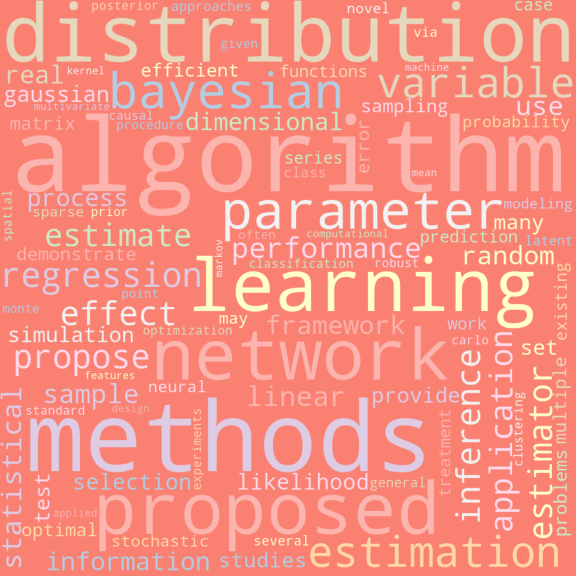 posterior
approaches
novel
case
distribution
given
via
real
kernel
efficient
functions
machine
variable
gaussian
bayesian
sampling
use
multivariate
causal
matrix
procedure
dimensional
error
probability
algorithm
series
class
mean
spatial
process
sparse
prior
parameter
modeling
many
estimate
often
computational
prediction
latent
demonstrate
markov
performance
random
existing
regression
classification
robust
learning
monte
point
effect
may
simulation
optimization
framework
work
carlo
set
propose
network
features
neural
inference
application
clustering
estimator
problems
multiple
statistical
sample
linear
provide
standard
design
methods
experiments
treatment
test
selection
likelihood
general
applied
proposed
optimal
stochastic
several
information
studies
estimation